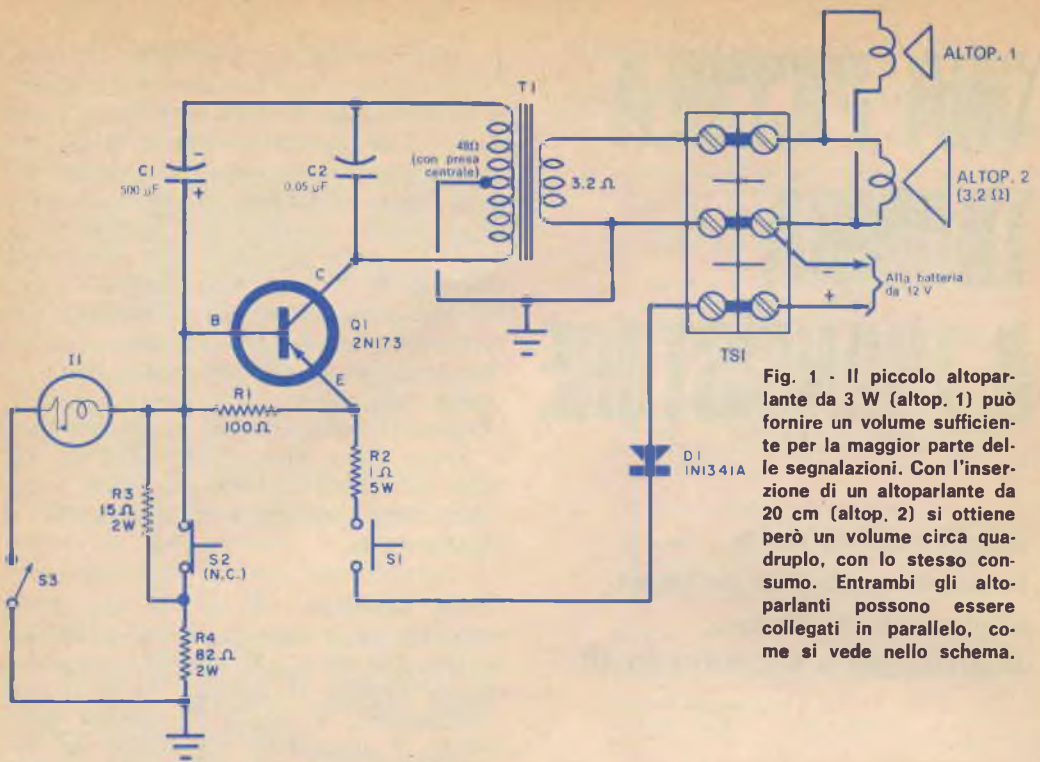 ALTOP. 1
T1
48Ω
(con presa
centrale)
C1
500 µF
-
+
C2
0.05 µF
3.2 Ω
ALTOP. 2
(3,2 Ω)
-
+
Alla batteria
da 12 V
C
B
E
Q1
2N173
TS1
I1
R1
100Ω
R2
1Ω
5W
D1
1N1341A
R3
15Ω
2W
S2
(N.C.)
S1
S3
R4
82Ω
2W
Fig. 1 - Il piccolo altopar-
lante da 3 W (altop. 1) può
fornire un volume sufficien-
te per la maggior parte del-
le segnalazioni. Con l'inser-
zione di un altoparlante da
20 cm (altop. 2) si ottiene
però un volume circa qua-
druplo, con lo stesso con-
sumo. Entrambi gli alto-
parlanti possono essere
collegati in parallelo, co-
me si vede nello schema.